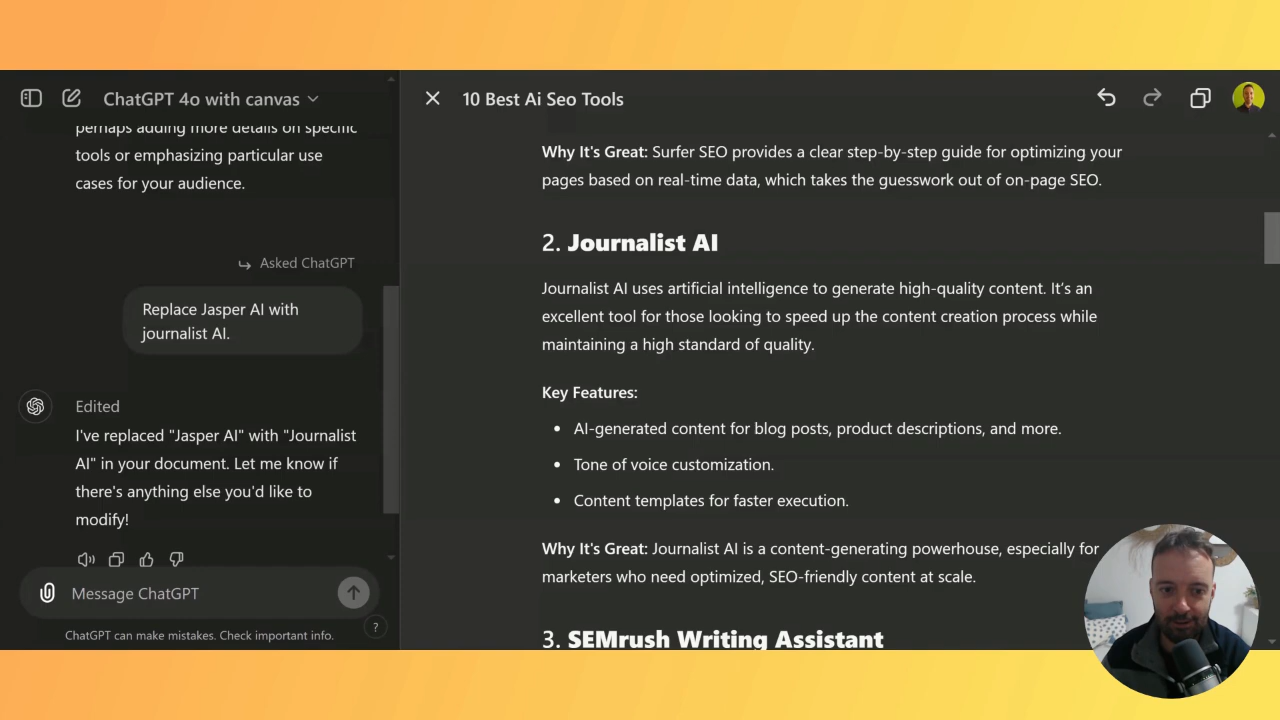 ChatGPT 4o with canvas
perhaps adding more details on specific
tools or emphasizing particular use
cases for your audience.
Asked ChatGPT
Replace Jasper AI with
journalist AI.
Edited
I've replaced "Jasper AI" with "Journalist
AI" in your document. Let me know if
there's anything else you'd like to
modify!
Message ChatGPT
ChatGPT can make mistakes. Check important info.
?
10 Best Ai Seo Tools
Why It's Great: Surfer SEO provides a clear step-by-step guide for optimizing your
pages based on real-time data, which takes the guesswork out of on-page SEO.
2. Journalist AI
Journalist AI uses artificial intelligence to generate high-quality content. It's an
excellent tool for those looking to speed up the content creation process while
maintaining a high standard of quality.
Key Features:
• AI-generated content for blog posts, product descriptions, and more.
• Tone of voice customization.
• Content templates for faster execution.
Why It's Great: Journalist AI is a content-generating powerhouse, especially for
marketers who need optimized, SEO-friendly content at scale.
3. SEMrush Writing Assistant